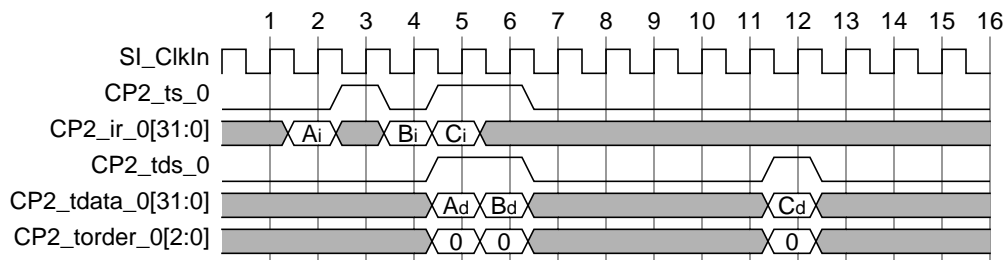 1 2 3 4 5 6 7 8 9 10 11 12 13 14 15 16
SI_ClkIn
CP2_ts_0
CP2_ir_0[31:0] Ai Bi Ci
CP2_tds_0
CP2_tdata_0[31:0] Ad Bd Cd
CP2_torder_0[2:0] 0 0 0